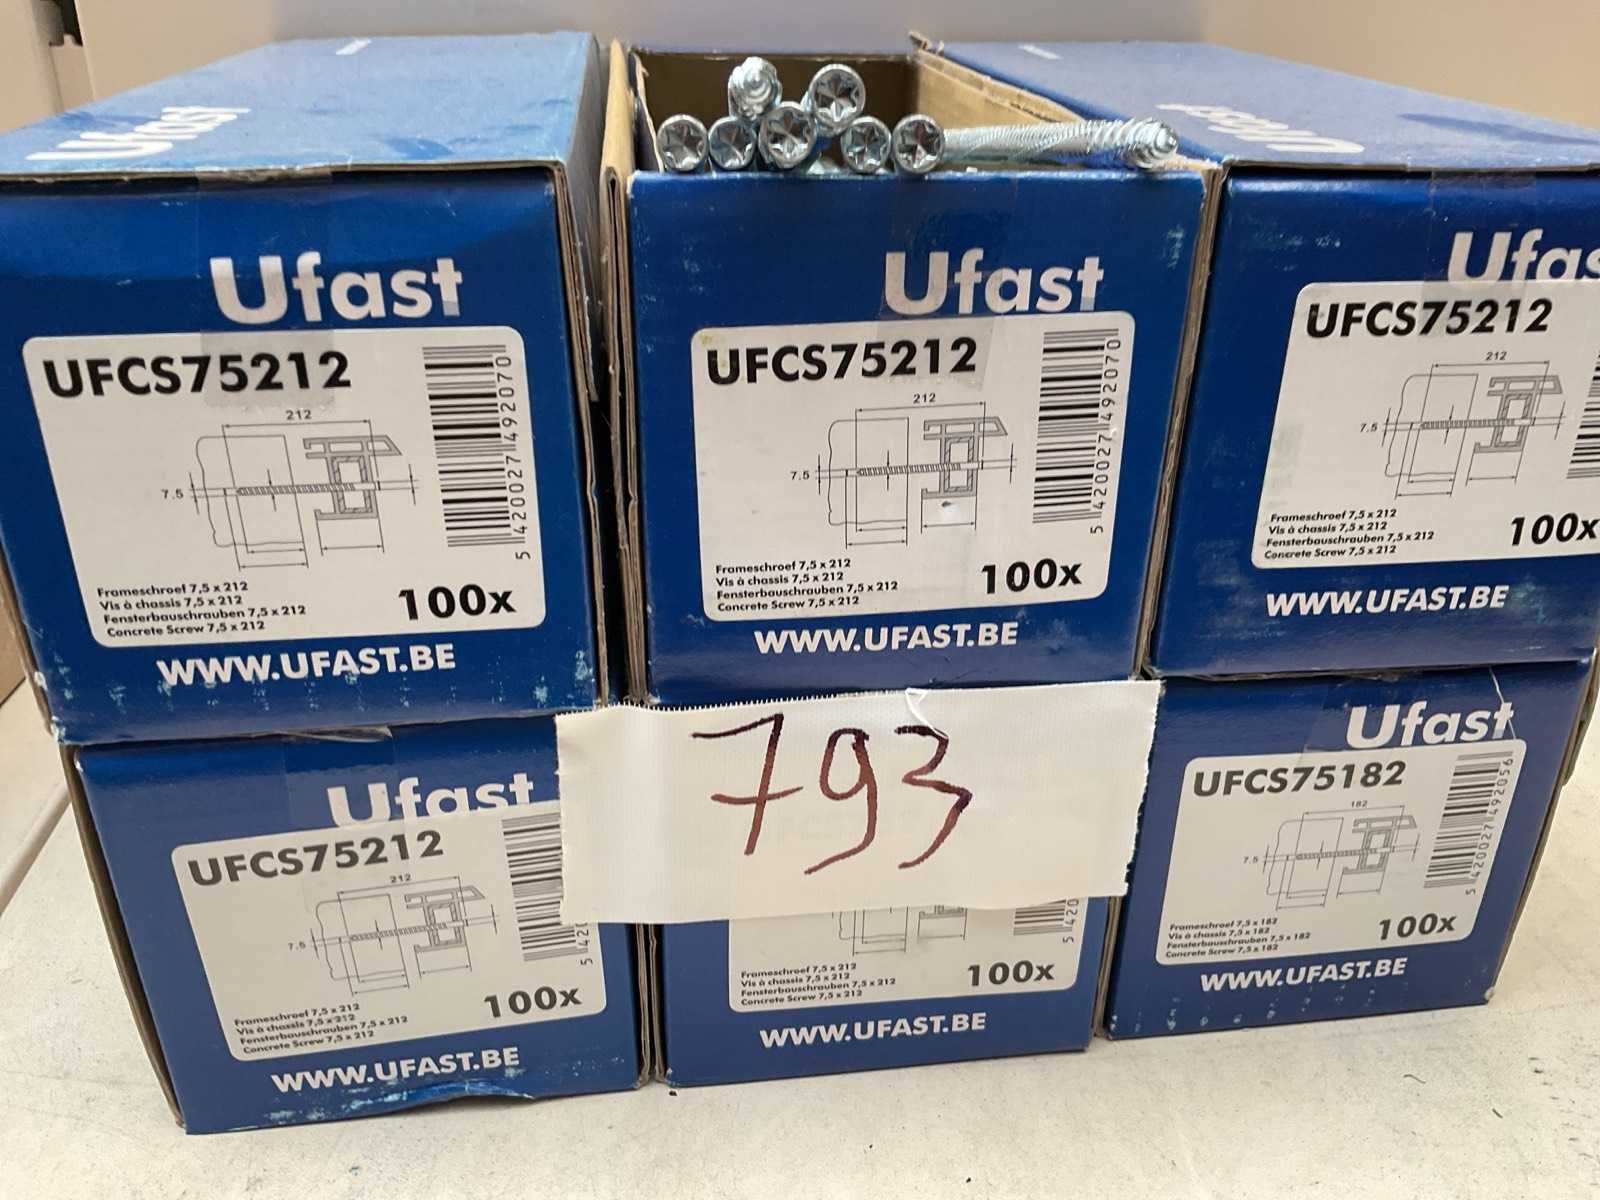 Ufast
Ufast
UFCS75212
212
7.5
5 420027 492070
Frameschroef 7,5 x 212
Vis à chassis 7,5 x 212
Fensterbauschrauben 7,5 x 212
Concrete Screw 7,5 x 212
100x
WWW.UFAST.BE
Ufast
UFCS75212
212
7.5
5 420027 492070
Frameschroef 7,5 x 212
Vis à chassis 7,5 x 212
Fensterbauschrauben 7,5 x 212
Concrete Screw 7,5 x 212
100x
WWW.UFAST.BE
Ufast
Ufas
UFCS75212
212
7.5
Frameschroef 7,5 x 212
Vis à chassis 7,5 x 212
Fensterbauschrauben 7,5 x 212
Concrete Screw 7,5 x 212
100x
WWW.UFAST.BE
Ufast
UFCS75212
212
7.5
5 420
Frameschroef 7,5 x 212
Vis à chassis 7,5 x 212
Fensterbauschrauben 7,5 x 212
Concrete Screw 7,5 x 212
100x
WWW.UFAST.BE
793
5 420
Frameschroef 7,5 x 212
Vis à chassis 7,5 x 212
Fensterbauschrauben 7,5 x 212
Concrete Screw 7,5 x 212
100x
WWW.UFAST.BE
Ufast
UFCS75182
182
7.5
5 420027 492056
Frameschroef 7,5 x 182
Vis à chassis 7,5 x 182
Fensterbauschrauben 7,5 x 182
Concrete Screw 7,5 x 182
100x
WWW.UFAST.BE